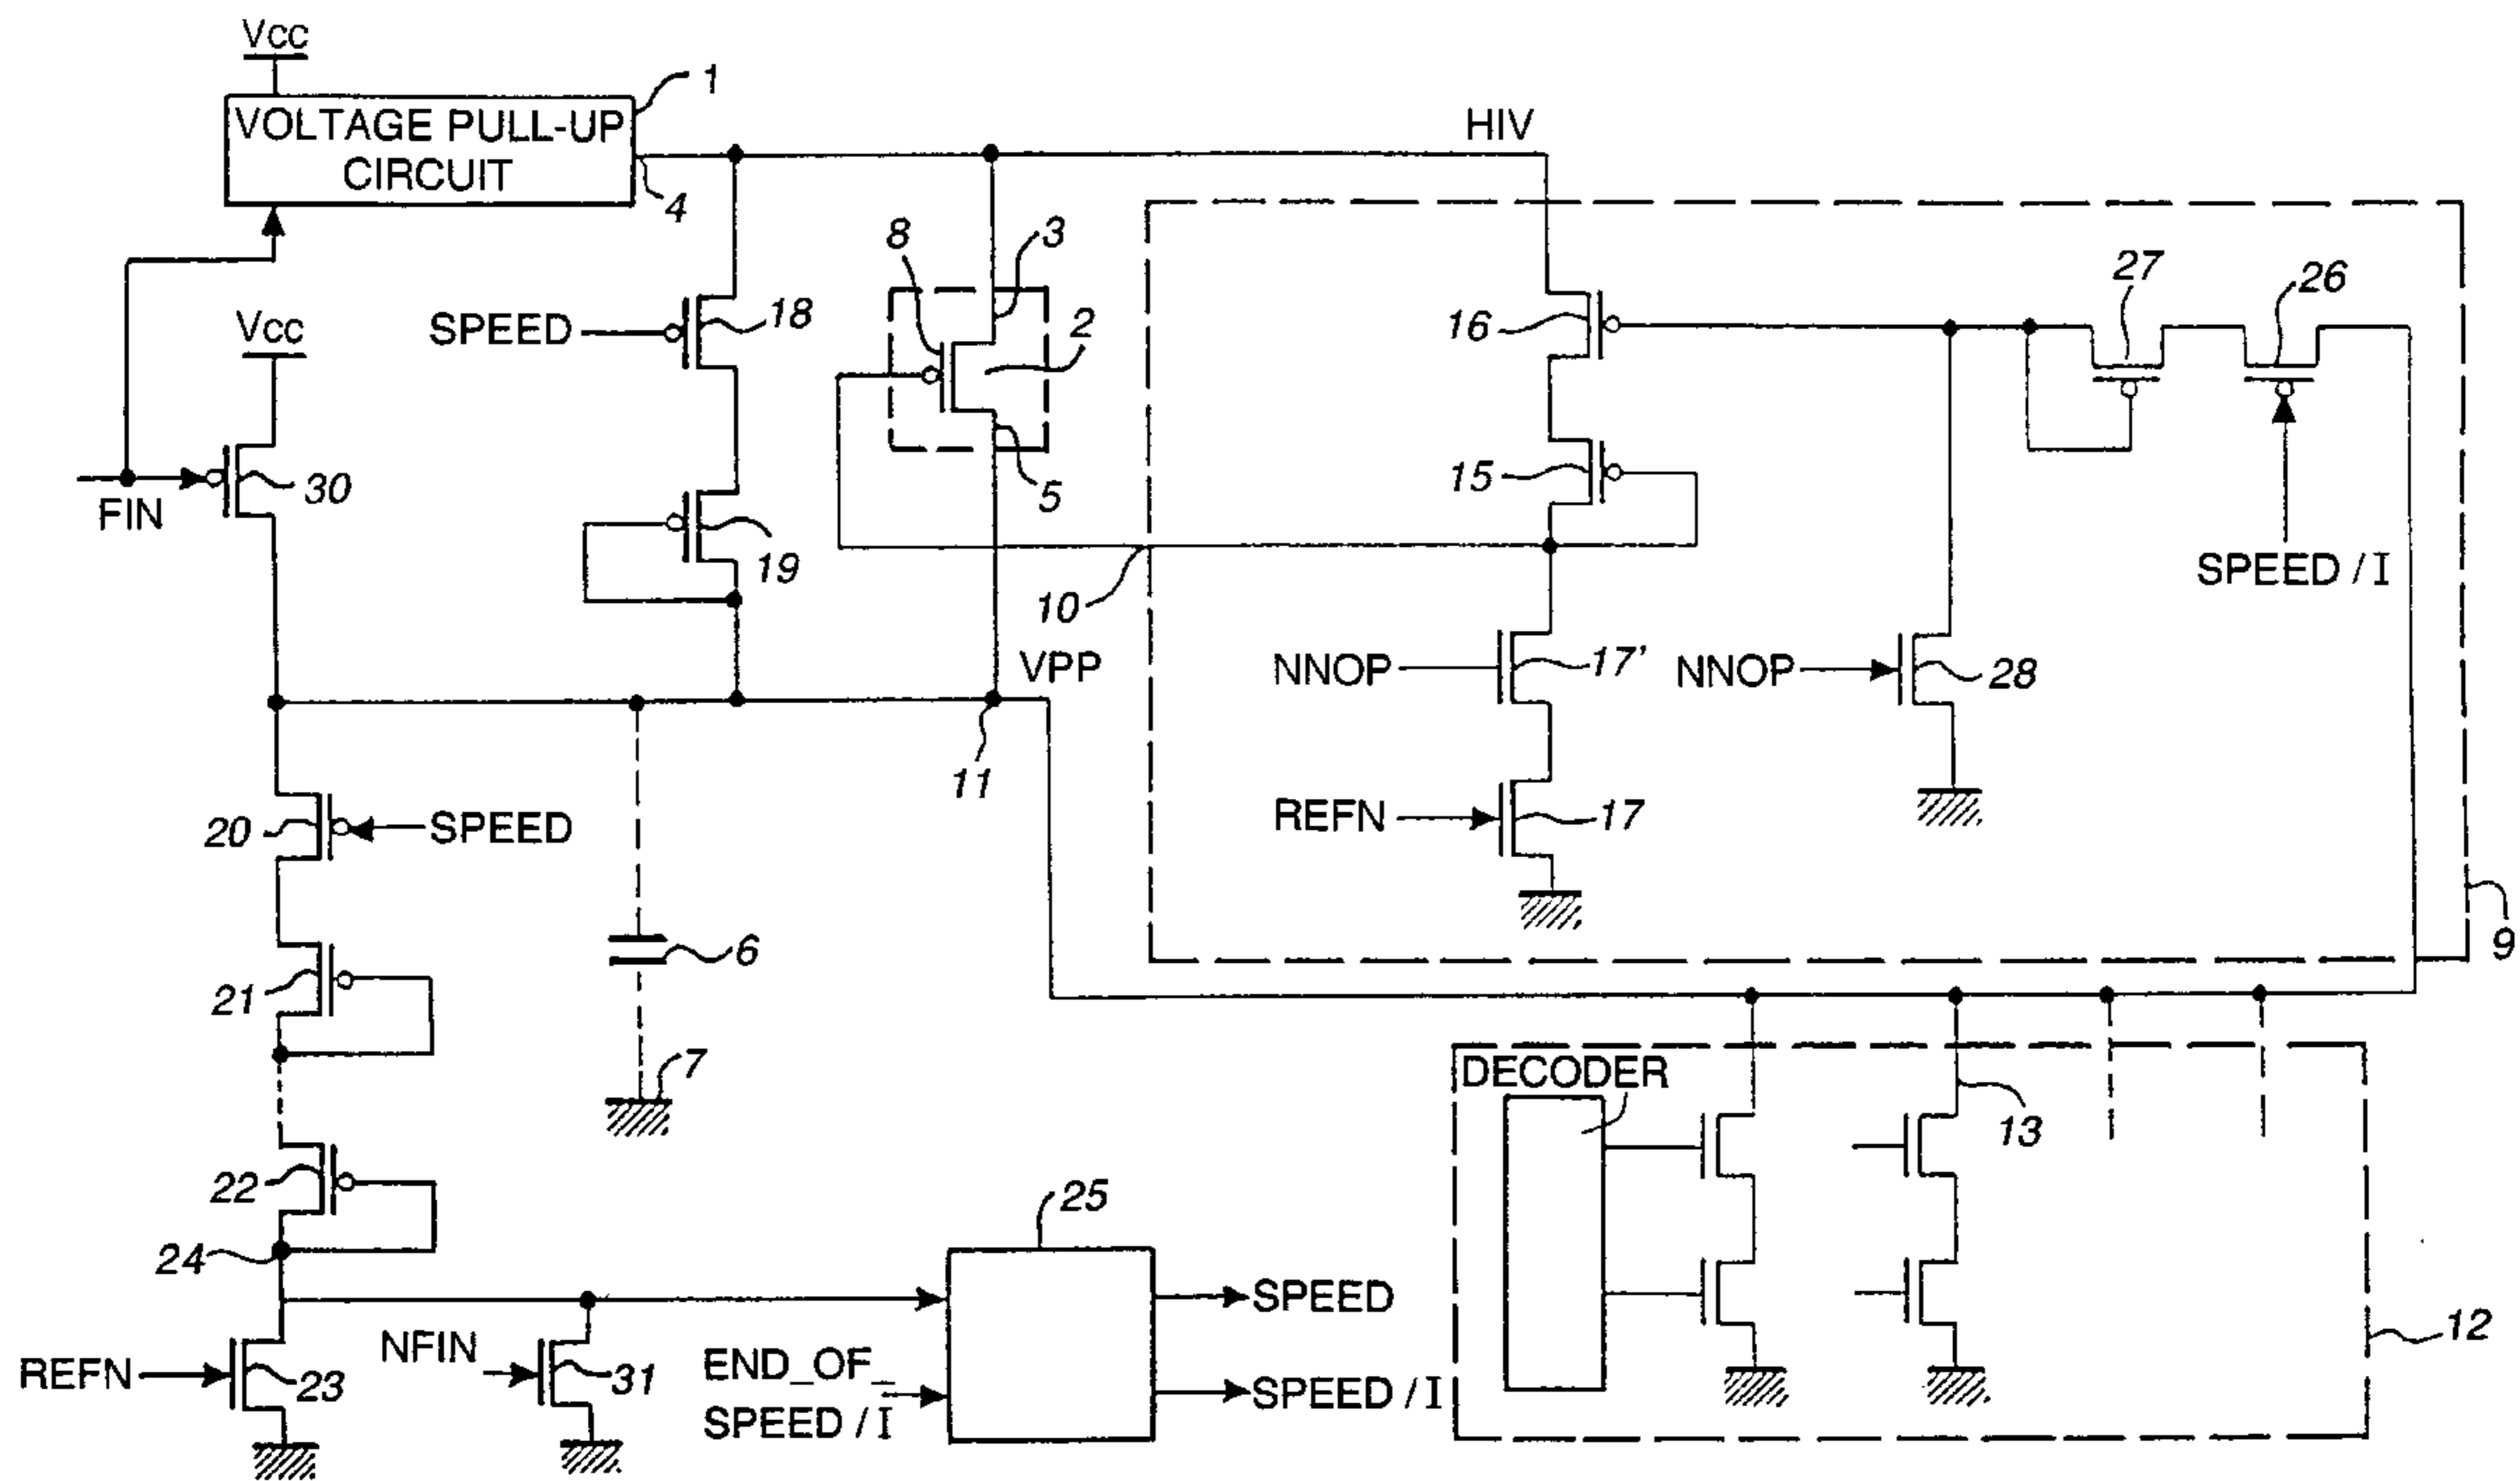 Vcc
1
VOLTAGE PULL-UP
CIRCUIT
4
HIV
8
3
27
26
Vcc
SPEED
18
2
16
30
FIN
5
15
19
10
SPEED / I
VPP
NNOP
17'
NNOP
28
11
20
SPEED
REFN
17
6
9
21
7
DECODER
13
22
25
24
SPEED
NFIN
12
REFN
23
31
END_OF_
SPEED / I
SPEED / I